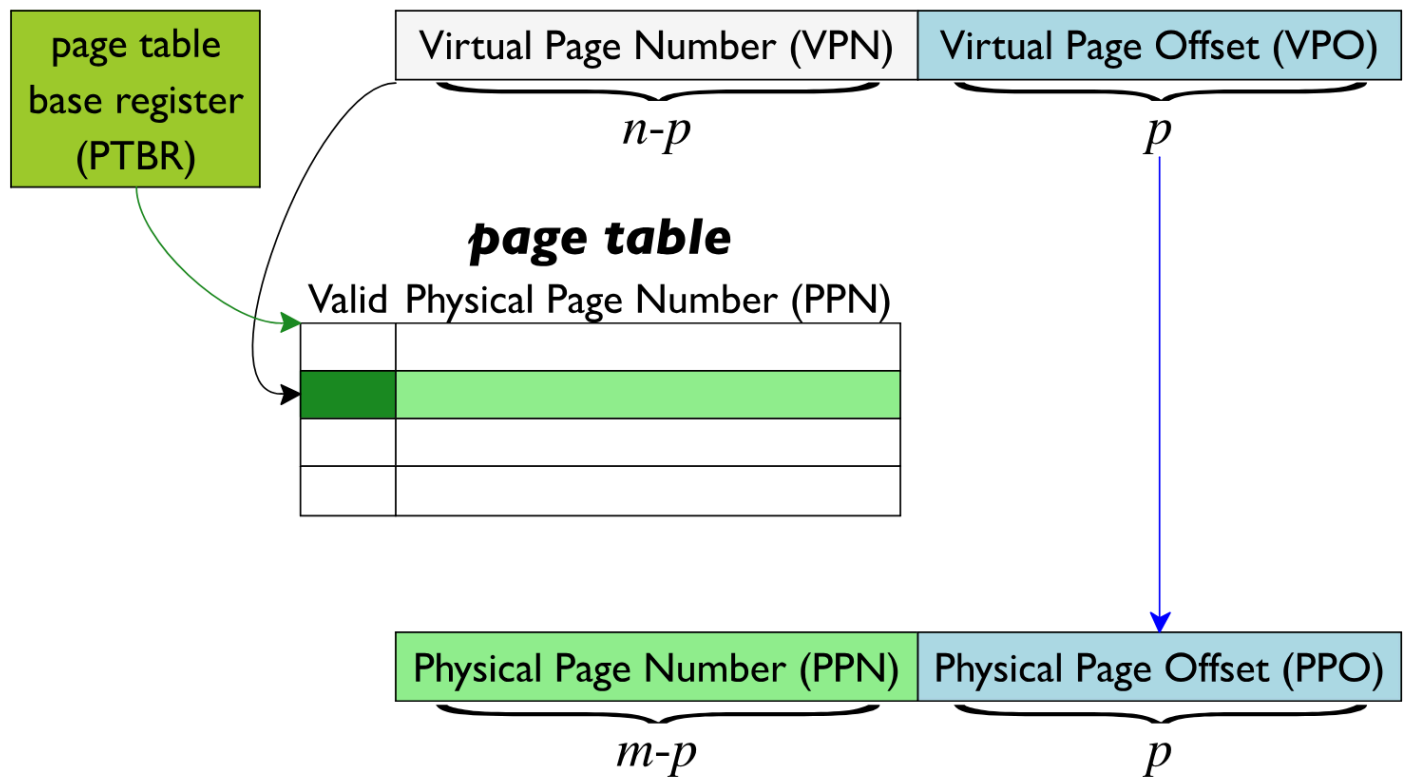 page table
base register
(PTBR)
Virtual Page Number (VPN)
Virtual Page Offset (VPO)
n-p
p
page table
Valid
Physical Page Number (PPN)
Physical Page Number (PPN)
Physical Page Offset (PPO)
m-p
p